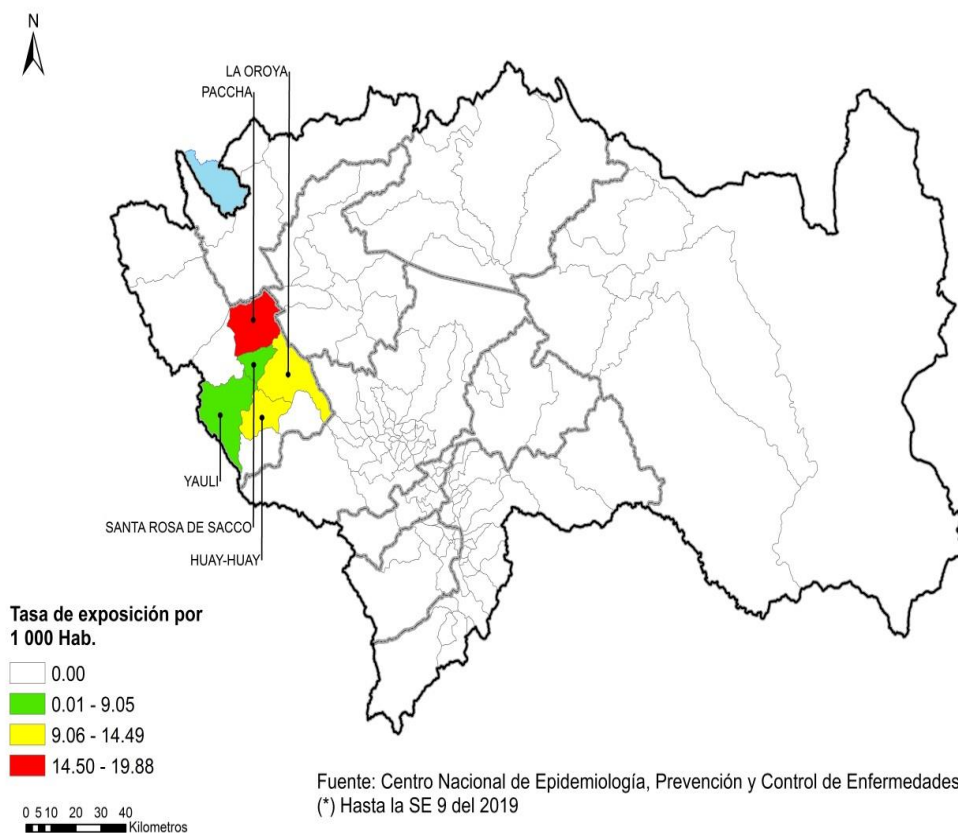 N
LA OROYA
PACCHA
YAULI
SANTA ROSA DE SACCO
HUAY-HUAY
Tasa de exposición por
1 000 Hab.
0.00
0.01 - 9.05
9.06 - 14.49
14.50 - 19.88
0 5 10 20 30 40
Kilometros
Fuente: Centro Nacional de Epidemiología, Prevención y Control de Enfermedades
(*) Hasta la SE 9 del 2019